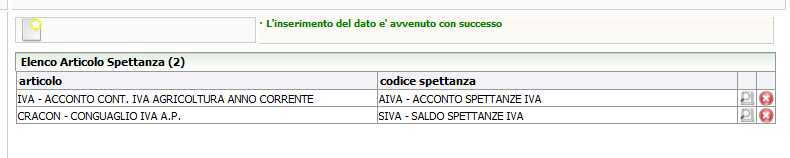 · L'inserimento del dato e' avvenuto con successo
Elenco Articolo Spettanza (2)
articolo codice spettanza
IVA - ACCONTO CONT. IVA AGRICOLTURA ANNO CORRENTE AIVA - ACCONTO SPETTANZE IVA
CRACON - CONGUAGLIO IVA A.P. SIVA - SALDO SPETTANZE IVA